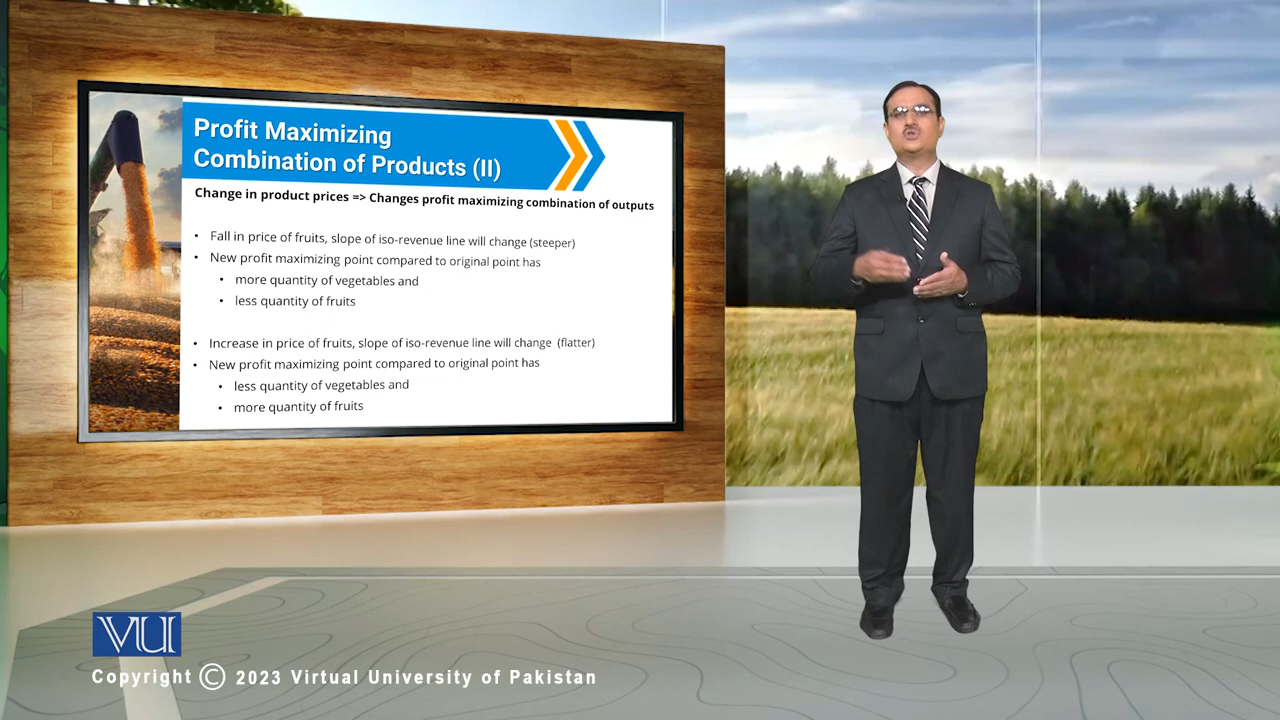 Profit Maximizing
Combination of Products (II)
Change in product prices => Changes profit maximizing combination of outputs
• Fall in price of fruits, slope of iso-revenue line will change (steeper)
• New profit maximizing point compared to original point has
• more quantity of vegetables and
• less quantity of fruits
• Increase in price of fruits, slope of iso-revenue line will change (flatter)
• New profit maximizing point compared to original point has
• less quantity of vegetables and
• more quantity of fruits
VU
Copyright © 2023 Virtual University of Pakistan